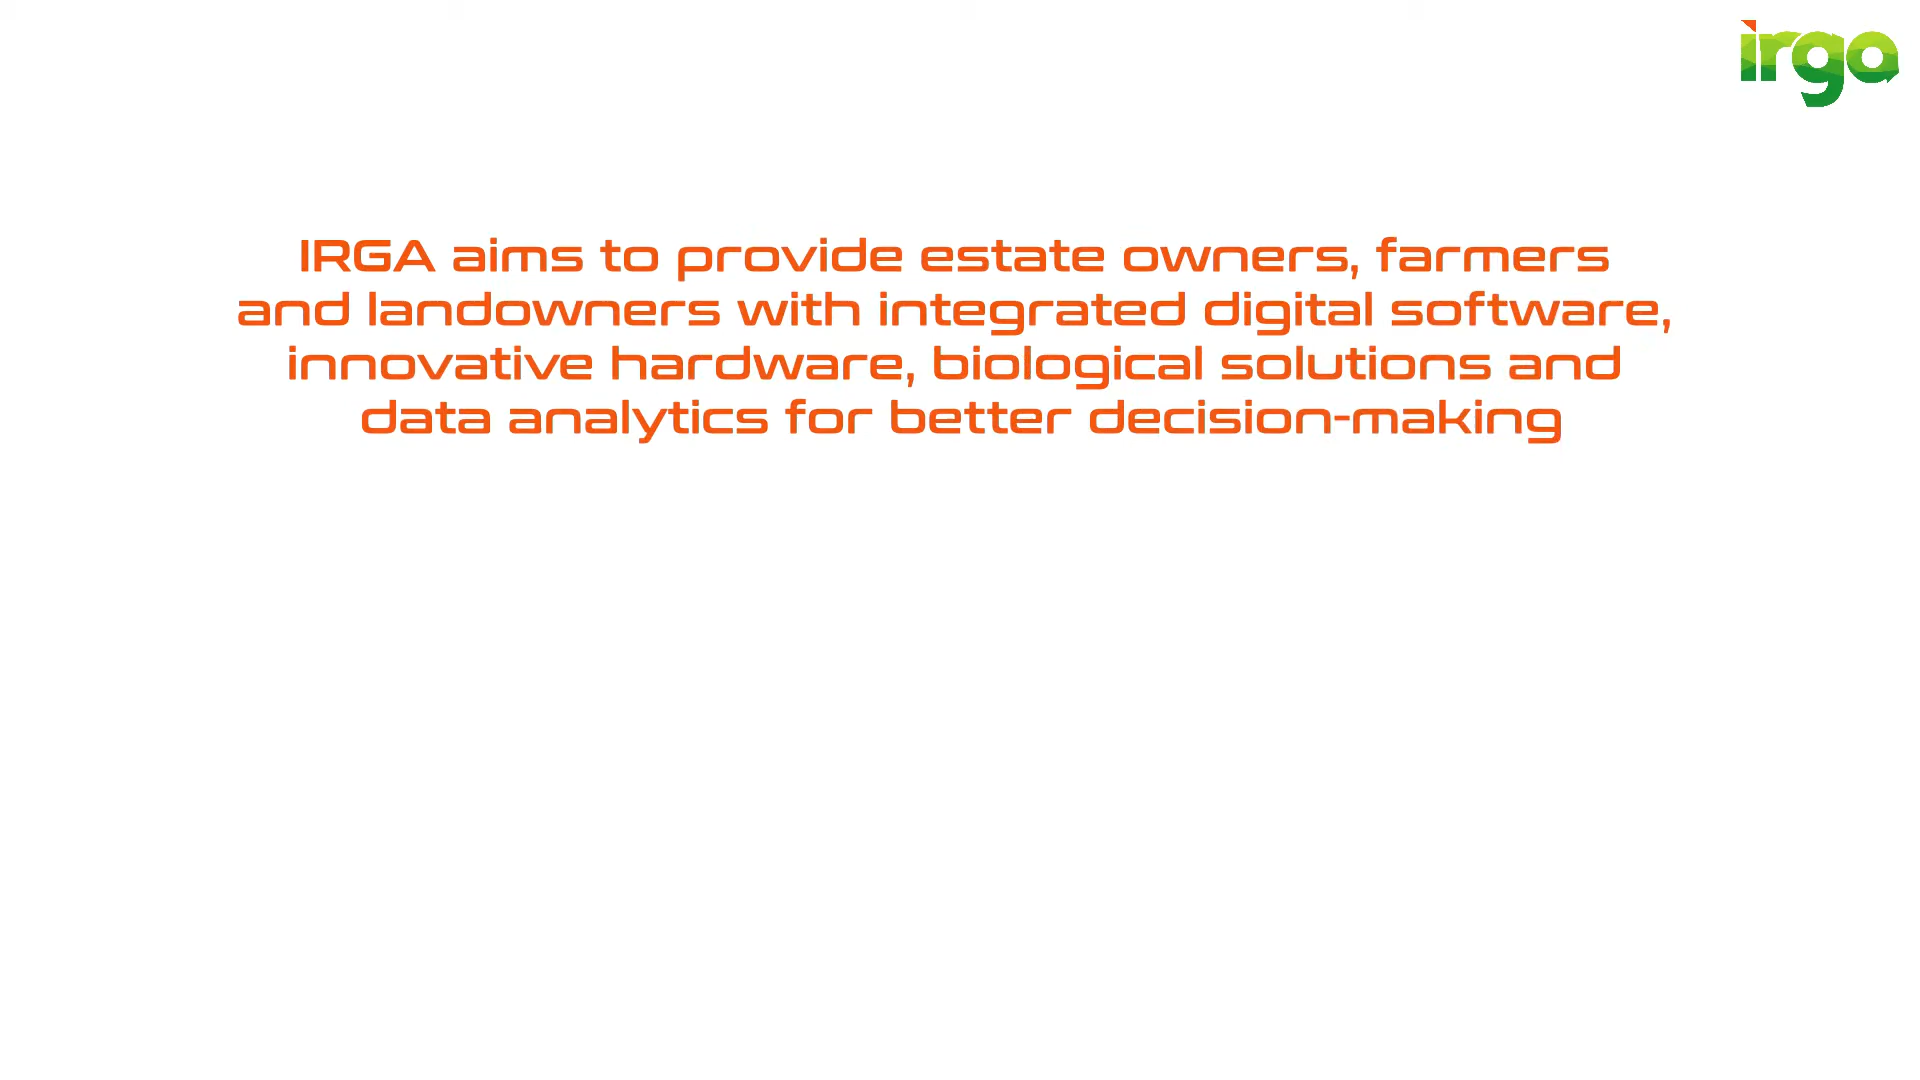 irga
IRGA aims to provide estate owners, farmers
and landowners with integrated digital software,
innovative hardware, biological solutions and
data analytics for better decision-making